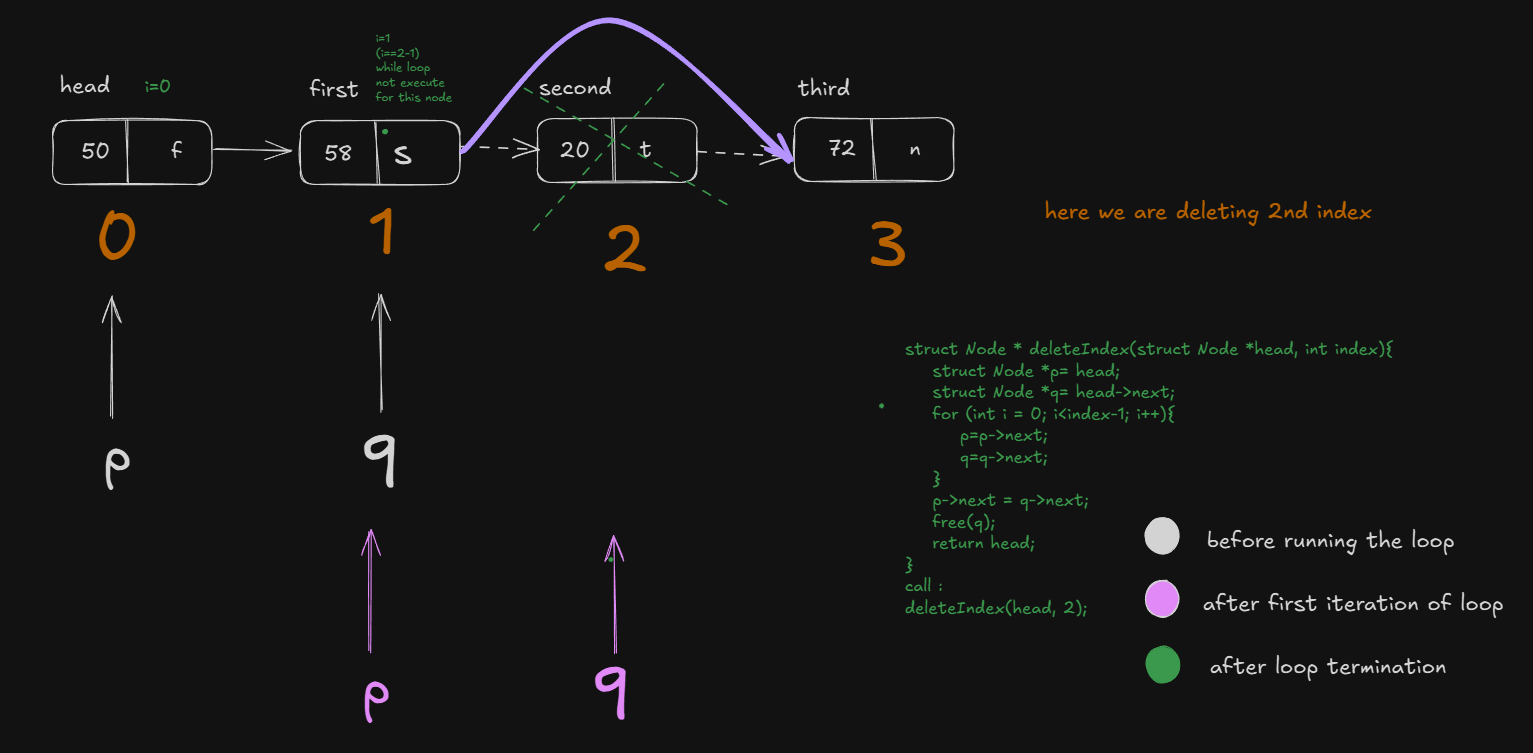 head
i=0
first
i=1
(i==2-1)
while loop
not execute
for this node
second
third
50
f
58
s
20
t
72
n
0
1
2
3
here we are deleting 2nd index
p
q
p
q
struct Node * deleteIndex(struct Node *head, int index){
struct Node *p= head;
struct Node *q= head->next;
for (int i = 0; i<index-1; i++){
p=p->next;
q=q->next;
}
p->next = q->next;
free(q);
return head;
}
call :
deleteIndex(head, 2);
before running the loop
after first iteration of loop
after loop termination